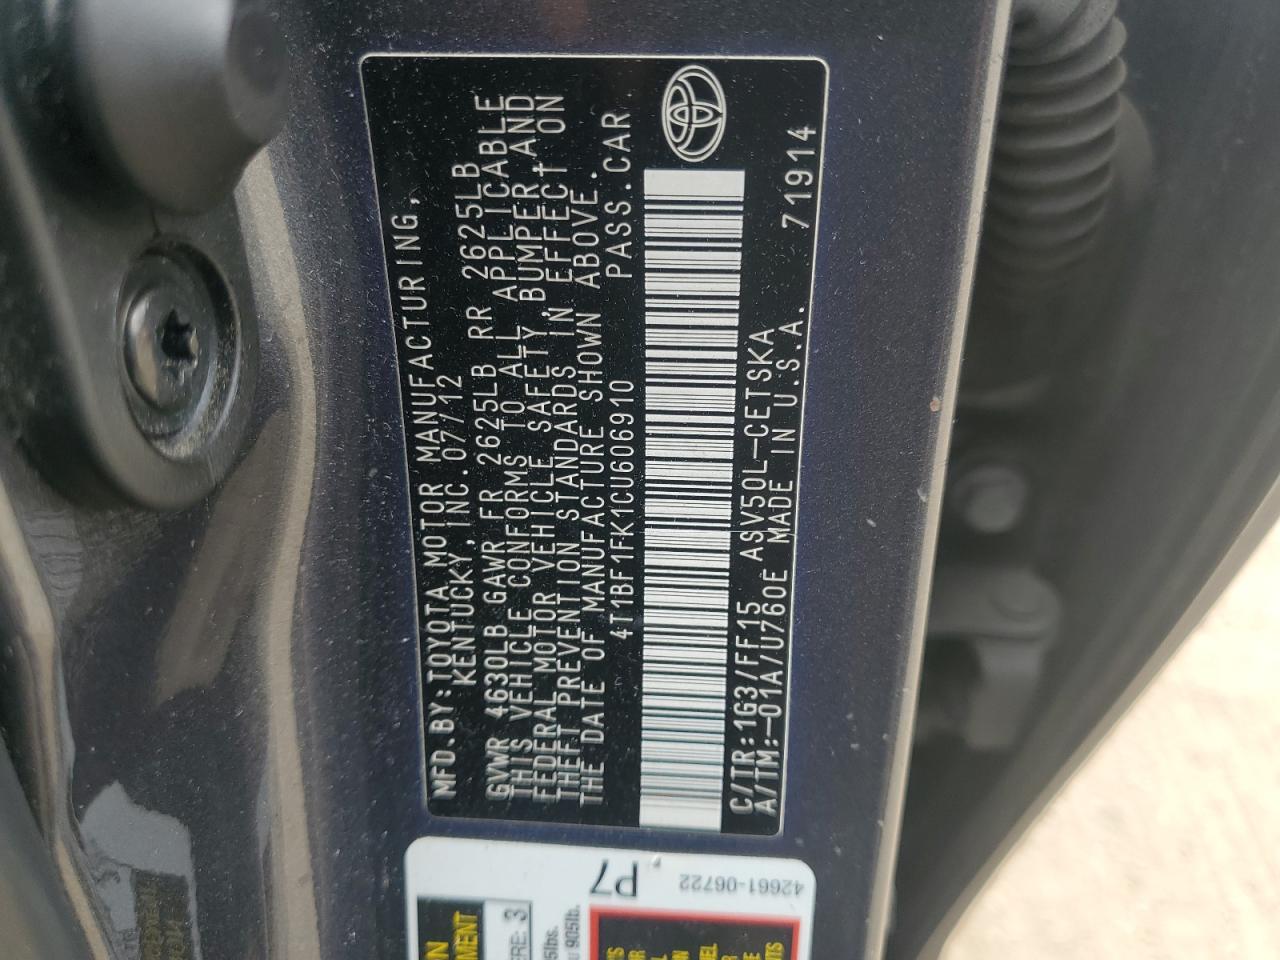 MFD.BY:TOYOTA MOTOR MANUFACTURING,
KENTUCKY, INC. 07/12
GVWR 4630LB GAWR FR 2625LB RR 2625LB
THIS VEHICLE CONFORMS TO ALL APPLICABLE
FEDERAL MOTOR VEHICLE SAFETY, BUMPER, AND
THEFT PREVENTION STANDARDS IN EFFECT ON
THE DATE OF MANUFACTURE SHOWN ABOVE.
4T1BF1FK1CU606910 PASS.CAR
C/TR:1G3/FF15 ASV50L-CETSKA
A/TM:-01A/U760E MADE IN U.S.A. 71914
P7
42661-06722
3
905lb.